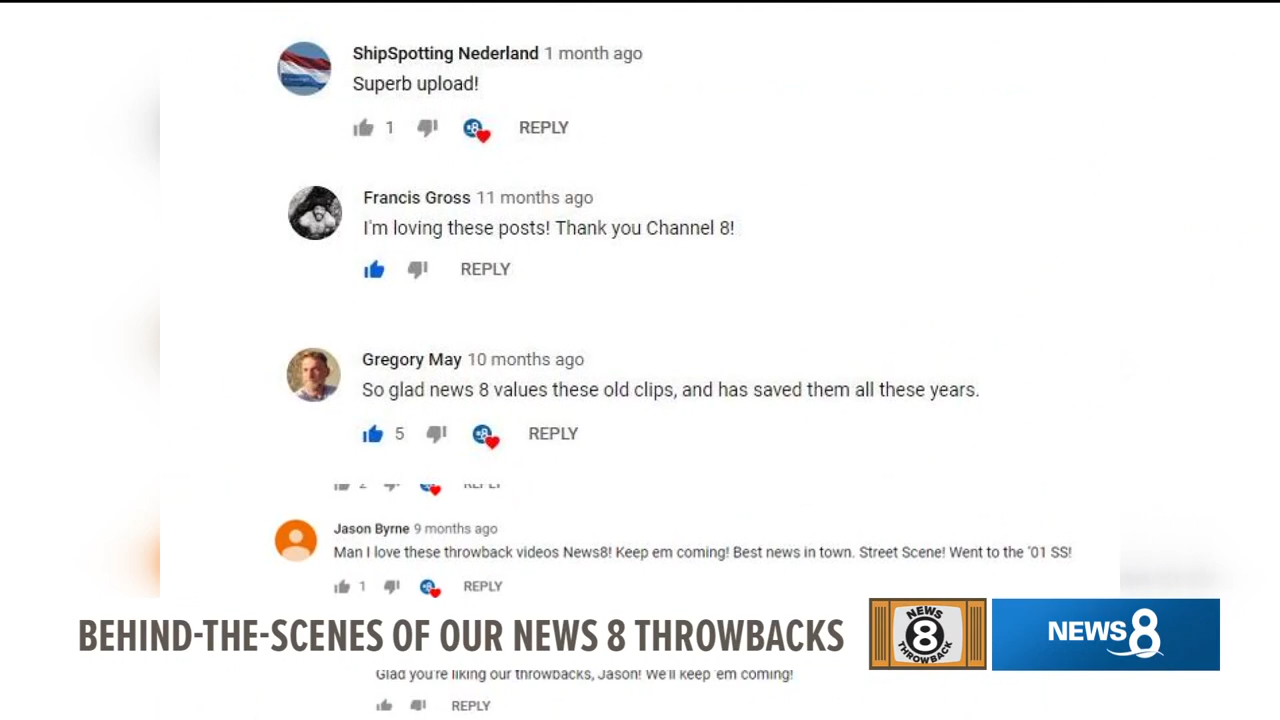 ShipSpotting Nederland 1 month ago
Superb upload!
1 REPLY
Francis Gross 11 months ago
I'm loving these posts! Thank you Channel 8!
REPLY
Gregory May 10 months ago
So glad news 8 values these old clips, and has saved them all these years.
5 REPLY
2 REPLY
Jason Byrne 9 months ago
Man I love these throwback videos News8! Keep em coming! Best news in town. Street Scene! Went to the '01 SS!
1 REPLY
BEHIND-THE-SCENES OF OUR NEWS 8 THROWBACKS
NEWS
8
THROWBACK
NEWS 8
Glad you're liking our throwbacks, Jason! We'll keep 'em coming!
REPLY